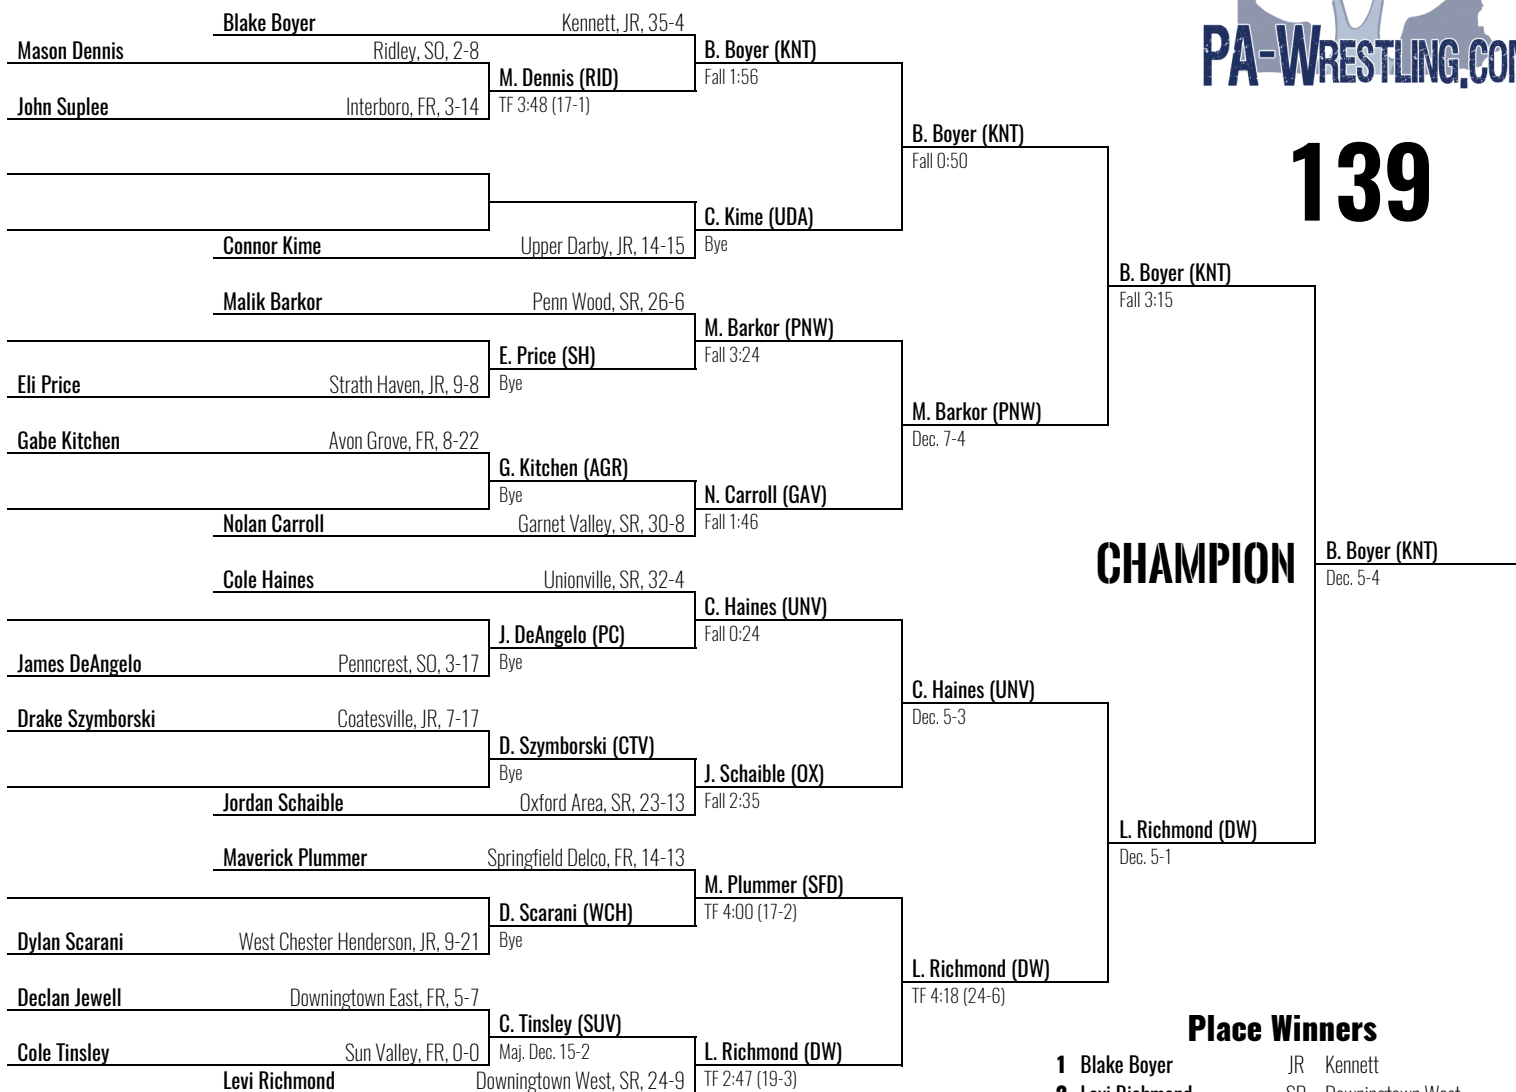 Blake Boyer Kennett, JR, 35-4
Mason Dennis Ridley, SO, 2-8
B. Boyer (KNT)
PA-WRESTLING.CO
M. Dennis (RID)
Fall 1:56
John Suplee Interboro, FR, 3-14
TF 3:48 (17-1)
B. Boyer (KNT)
Fall 0:50
139
C. Kime (UDA)
Connor Kime Upper Darby, JR, 14-15
Bye
B. Boyer (KNT)
Fall 3:15
Malik Barkor Penn Wood, SR, 26-6
M. Barkor (PNW)
E. Price (SH)
Fall 3:24
Eli Price Strath Haven, JR, 9-8
Bye
M. Barkor (PNW)
Dec. 7-4
Gabe Kitchen Avon Grove, FR, 8-22
G. Kitchen (AGR)
Bye
N. Carroll (GAV)
Nolan Carroll Garnet Valley, SR, 30-8
Fall 1:46
CHAMPION
B. Boyer (KNT)
Dec. 5-4
Cole Haines Unionville, SR, 32-4
C. Haines (UNV)
J. DeAngelo (PC)
Fall 0:24
James DeAngelo Penncrest, SO, 3-17
Bye
C. Haines (UNV)
Dec. 5-3
Drake Szymborski Coatesville, JR, 7-17
D. Szymborski (CTV)
Bye
J. Schaible (OX)
Jordan Schaible Oxford Area, SR, 23-13
Fall 2:35
L. Richmond (DW)
Dec. 5-1
Maverick Plummer Springfield Delco, FR, 14-13
M. Plummer (SFD)
D. Scarani (WCH)
TF 4:00 (17-2)
Dylan Scarani West Chester Henderson, JR, 9-21
Bye
L. Richmond (DW)
TF 4:18 (24-6)
Declan Jewell Downingtown East, FR, 5-7
C. Tinsley (SUV)
Place Winners
Cole Tinsley Sun Valley, FR, 0-0
Maj. Dec. 15-2
L. Richmond (DW)
1 Blake Boyer JR Kennett
Levi Richmond Downingtown West, SR, 24-9
TF 2:47 (19-3)
2 Levi Richmond SR Downingtown West